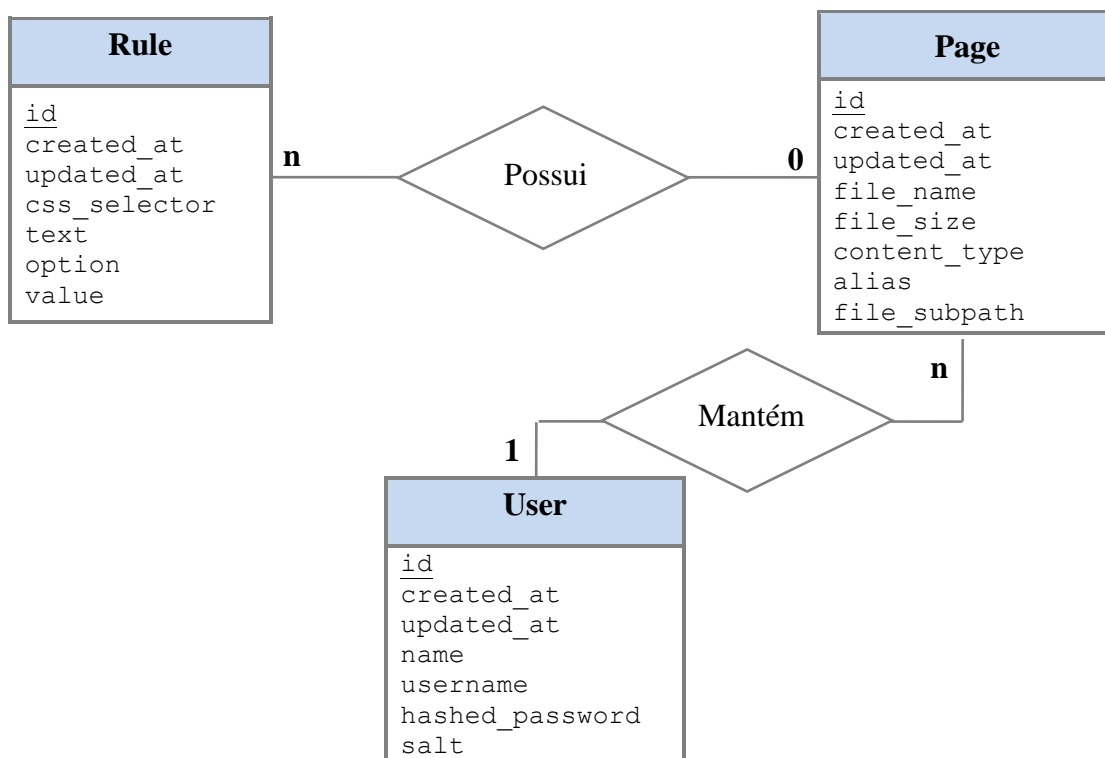 Rule
id
created_at
updated_at
css_selector
text
option
value
n
Possui
0
Page
id
created_at
updated_at
file_name
file_size
content_type
alias
file_subpath
n
Mantém
1
User
id
created_at
updated_at
name
username
hashed_password
salt